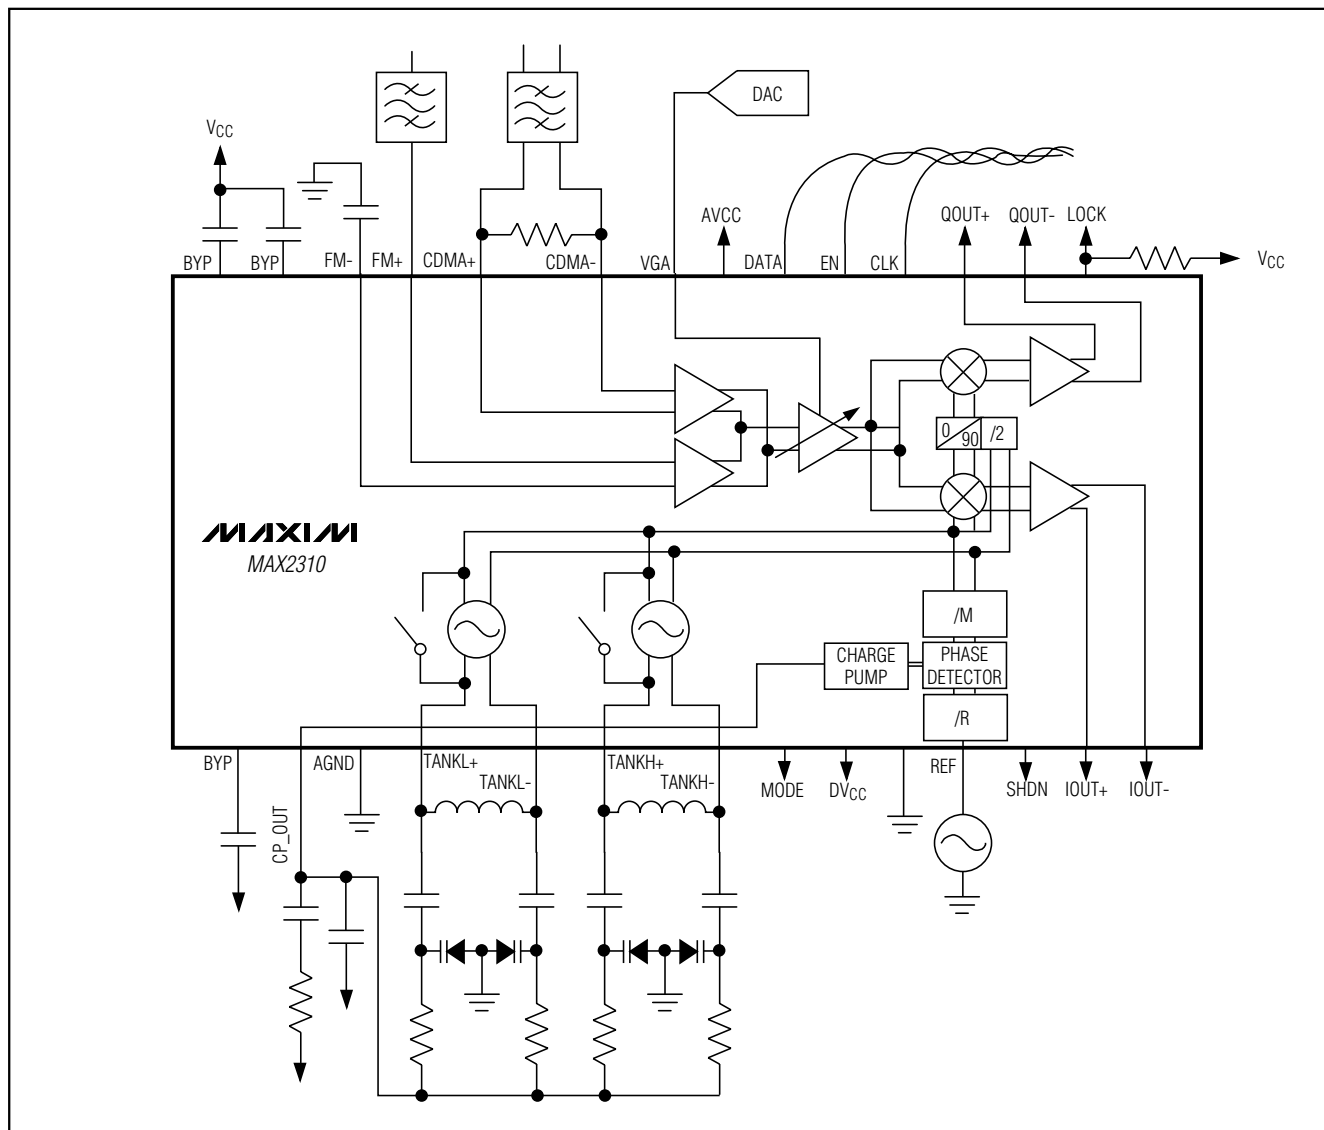 DAC
VCC
AVCC
QOUT+
QOUT-
LOCK
BYP
BYP
FM-
FM+
CDMA+
CDMA-
VGA
DATA
EN
CLK
VCC
0
90
/2
MAXIM
MAX2310
/M
CHARGE
PUMP
PHASE
DETECTOR
/R
BYP
AGND
TANKL+
TANKL-
TANKH+
TANKH-
MODE
DVCC
REF
SHDN
IOUT+
IOUT-
CP_OUT